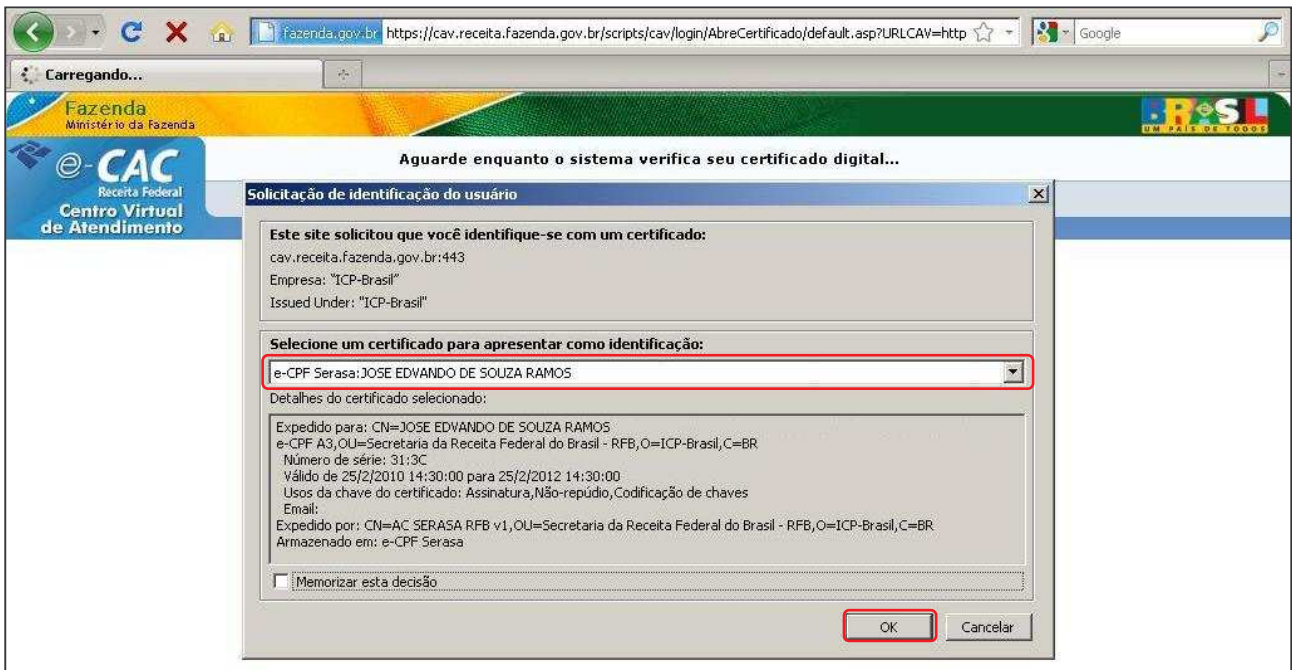 fazenda.gov.br https://cav.receita.fazenda.gov.br/scripts/cav/login/AbreCertificado/default.asp?URLCAV=http Google
Carregando...
Fazenda
Ministério da Fazenda
BRASIL
UM PAÍS DE TODOS
e-CAC
Receita Federal
Centro Virtual
de Atendimento
Aguarde enquanto o sistema verifica seu certificado digital...
Solicitação de identificação do usuário
Este site solicitou que você identifique-se com um certificado:
cav.receita.fazenda.gov.br:443
Empresa: "ICP-Brasil"
Issued Under: "ICP-Brasil"
Selecione um certificado para apresentar como identificação:
e-CPF Serasa:JOSE EDVANDO DE SOUZA RAMOS
Detalhes do certificado selecionado:
Expedido para: CN=JOSE EDVANDO DE SOUZA RAMOS
e-CPF A3,OU=Secretaria da Receita Federal do Brasil - RFB,O=ICP-Brasil,C=BR
Número de série: 31:3C
Válido de 25/2/2010 14:30:00 para 25/2/2012 14:30:00
Usos da chave do certificado: Assinatura,Não-repúdio,Codificação de chaves
Email:
Expedido por: CN=AC SERASA RFB v1,OU=Secretaria da Receita Federal do Brasil - RFB,O=ICP-Brasil,C=BR
Armazenado em: e-CPF Serasa
Memorizar esta decisão
OK Cancelar